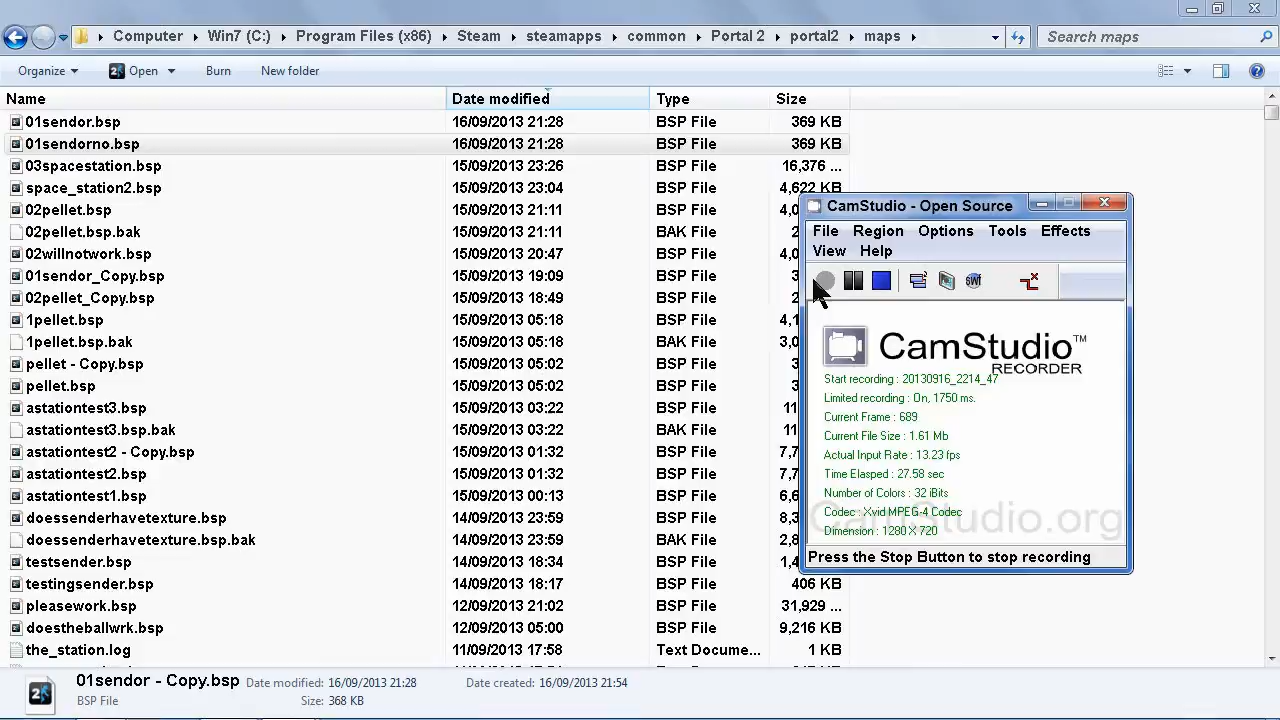 Computer Win7 (C:) Program Files (x86) Steam steamapps common Portal 2 portal2 maps Search maps
Organize Open Burn New folder
Name Date modified Type Size
01sendor.bsp 16/09/2013 21:28 BSP File 369 KB
01sendorno.bsp 16/09/2013 21:28 BSP File 369 KB
03spacestation.bsp 15/09/2013 23:26 BSP File 16,376 ...
space_station2.bsp 15/09/2013 23:04 BSP File 4,622 KB
02pellet.bsp 15/09/2013 21:11 BSP File
02pellet.bsp.bak 15/09/2013 21:11 BAK File
02willnotwork.bsp 15/09/2013 20:47 BSP File
01sendor_Copy.bsp 15/09/2013 19:09 BSP File
02pellet_Copy.bsp 15/09/2013 18:49 BSP File
1pellet.bsp 15/09/2013 05:18 BSP File
1pellet.bsp.bak 15/09/2013 05:18 BAK File
pellet - Copy.bsp 15/09/2013 05:02 BSP File
pellet.bsp 15/09/2013 05:02 BSP File
astationtest3.bsp 15/09/2013 03:22 BSP File
astationtest3.bsp.bak 15/09/2013 03:22 BAK File
astationtest2 - Copy.bsp 15/09/2013 01:32 BSP File
astationtest2.bsp 15/09/2013 01:32 BSP File
astationtest1.bsp 15/09/2013 00:13 BSP File
doessenderhavetexture.bsp 14/09/2013 23:59 BSP File
doessenderhavetexture.bsp.bak 14/09/2013 23:59 BAK File
testsender.bsp 14/09/2013 18:34 BSP File
testingsender.bsp 14/09/2013 18:17 BSP File 406 KB
pleasework.bsp 12/09/2013 21:02 BSP File 31,929 ...
doestheballwrk.bsp 12/09/2013 05:00 BSP File 9,216 KB
the_station.log 11/09/2013 17:58 Text Docume... 1 KB
01sendor - Copy.bsp Date modified: 16/09/2013 21:28 Date created: 16/09/2013 21:54
BSP File Size: 368 KB
CamStudio - Open Source
File Region Options Tools Effects
View Help
SWF
CamStudio™
RECORDER
Start recording : 20130916_2214_47
Limited recording : On, 1750 ms.
Current Frame : 689
Current File Size : 1.61 Mb
Actual Input Rate : 13.23 fps
Time Elasped : 27.58 sec
Number of Colors : 32 iBits
Codec : Xvid MPEG-4 Codec
CamStudio.org
Dimension : 1280 X 720
Press the Stop Button to stop recording